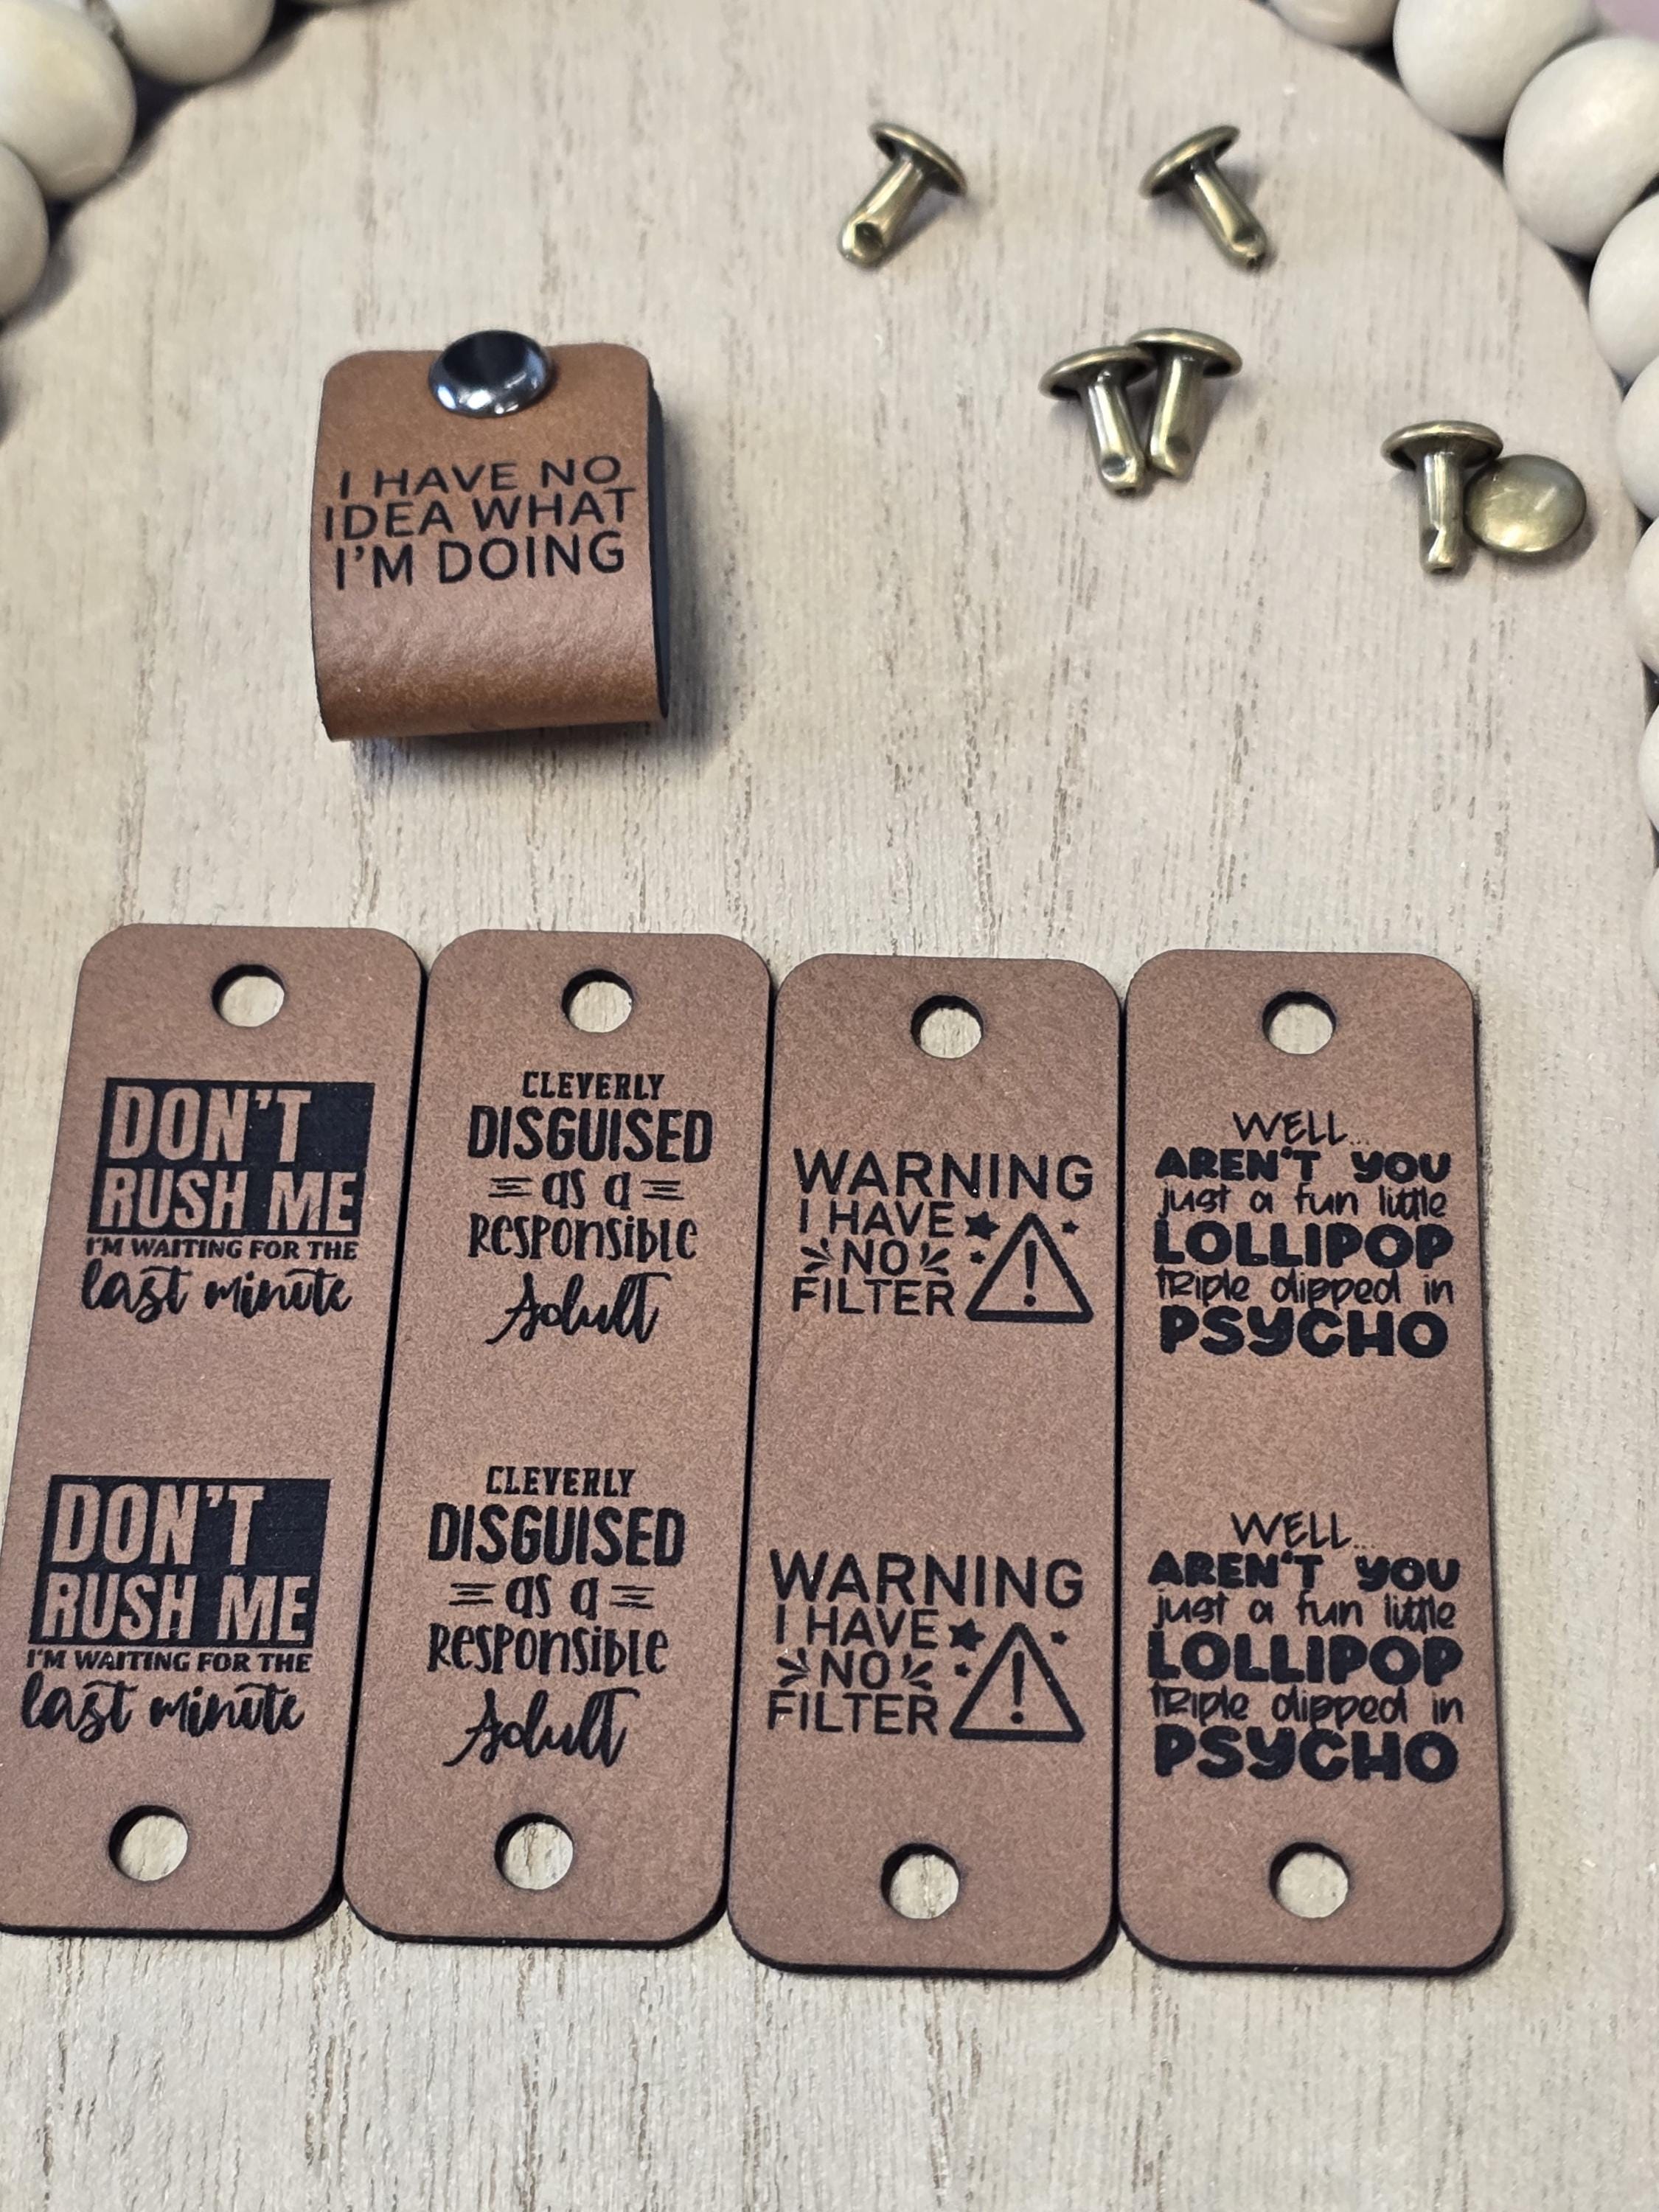 I HAVE NO
IDEA WHAT
I'M DOING
DON'T
RUSH ME
I'M WAITING FOR THE
last minute
DON'T
RUSH ME
I'M WAITING FOR THE
last minute
CLEVERLY
DISGUISED
as a
Responsible
Adult
CLEVERLY
DISGUISED
as a
Responsible
Adult
WARNING
I HAVE
NO
FILTER
WARNING
I HAVE
NO
FILTER
WELL...
AREN'T YOU
just a fun little
LOLLIPOP
triple dipped in
PSYCHO
WELL...
AREN'T YOU
just a fun little
LOLLIPOP
triple dipped in
PSYCHO